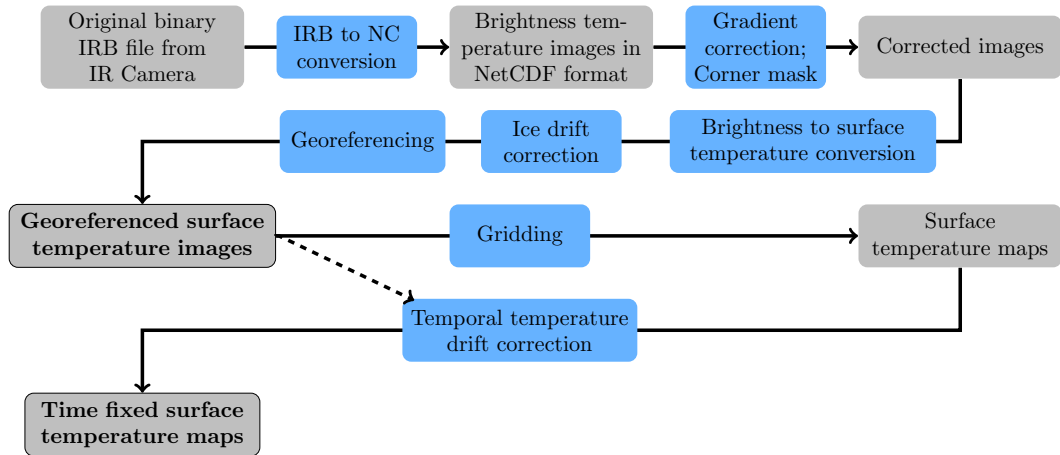 Original binary
IRB file from
IR Camera
IRB to NC
conversion
Brightness tem-
perature images in
NetCDF format
Gradient
correction;
Corner mask
Corrected images
Georeferencing
Ice drift
correction
Brightness to surface
temperature conversion
Georeferenced surface
temperature images
Gridding
Surface
temperature maps
Temporal temperature
drift correction
Time fixed surface
temperature maps